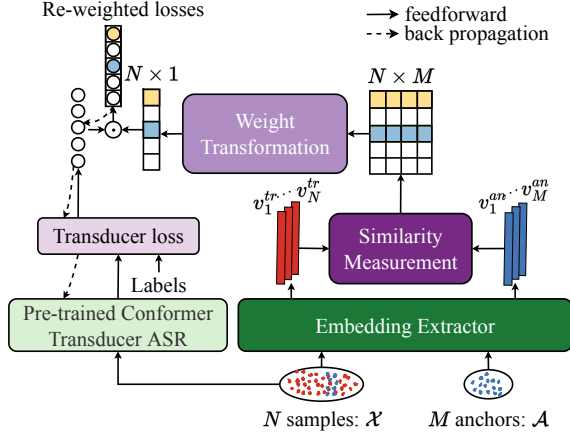 Re-weighted losses
feedforward
back propagation
N × 1
N × M
Weight
Transformation
v_1^{tr} ... v_N^{tr}
v_1^{an} ... v_M^{an}
Transducer loss
Similarity
Measurement
Labels
Pre-trained Conformer
Transducer ASR
Embedding Extractor
N samples: 𝒳
M anchors: 𝒜